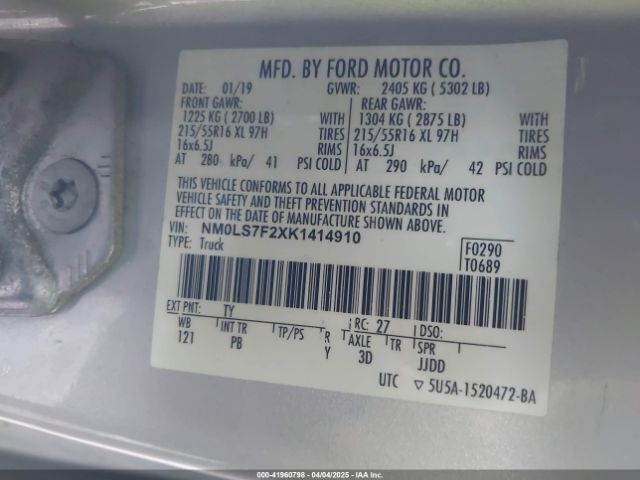 MFD. BY FORD MOTOR CO.
DATE: 01/19 GVWR: 2405 KG ( 5302 LB)
FRONT GAWR: REAR GAWR:
1225 KG ( 2700 LB) WITH 1304 KG ( 2875 LB) WITH
215/55R16 XL 97H TIRES 215/55R16 XL 97H TIRES
16x6.5J RIMS 16x6.5J RIMS
AT 280 kPa/ 41 PSI COLD AT 290 kPa/ 42 PSI COLD
THIS VEHICLE CONFORMS TO ALL APPLICABLE FEDERAL MOTOR
VEHICLE SAFETY AND THEFT PREVENTION STANDARDS IN
EFFECT ON THE DATE OF MANUFACTURE SHOWN ABOVE.
VIN: NM0LS7F2XK1414910
TYPE: Truck
F0290
T0689
EXT PNT: TY RC: 27 DSO:
WB INT TR TP/PS R AXLE TR SPR
121 PB Y 3D JJDD
UTC ▽ 5U5A-1520472-BA
000-41960798 - 04/04/2025 - IAA Inc.